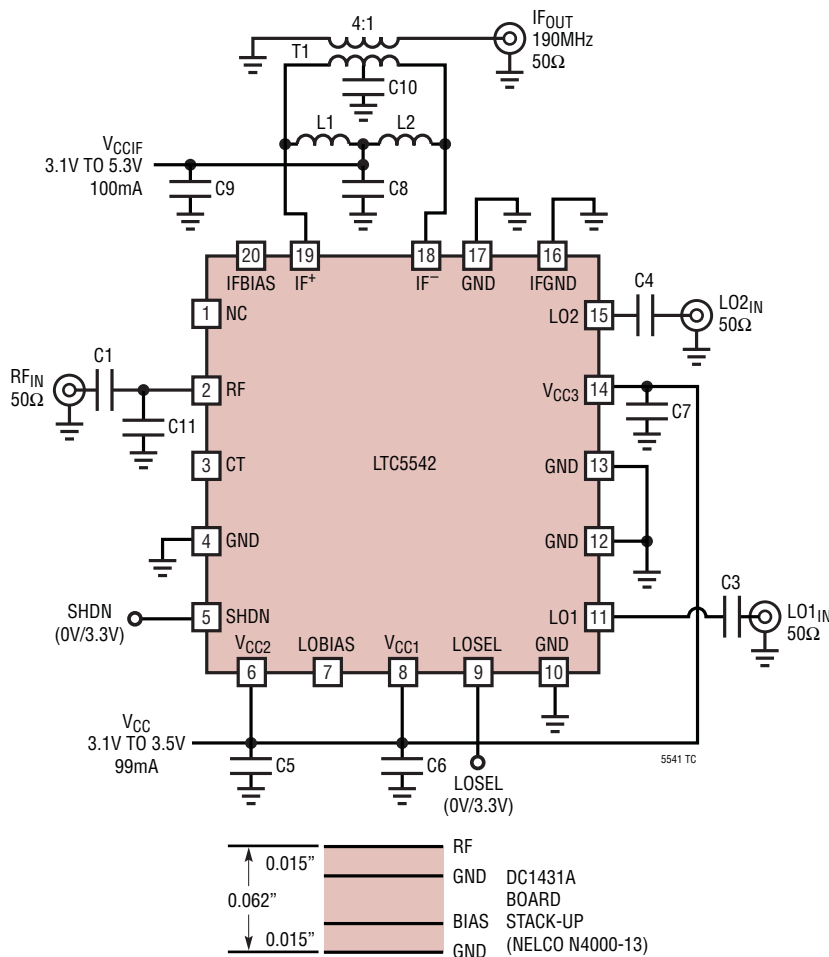 4:1
T1
IFOUT
190MHz
50Ω
C10
L1
L2
VCCIF
3.1V TO 5.3V
100mA
C9
C8
20
19
18
17
16
IFBIAS
IF+
IF−
GND
IFGND
1
NC
LO2
15
C4
LO2IN
50Ω
RFIN
50Ω
C1
2
RF
C11
VCC3
14
C7
3
CT
LTC5542
GND
13
4
GND
GND
12
SHDN
(0V/3.3V)
5
SHDN
LO1
11
C3
LO1IN
50Ω
VCC2
LOBIAS
VCC1
LOSEL
GND
6
7
8
9
10
VCC
3.1V TO 3.5V
99mA
C5
C6
LOSEL
(0V/3.3V)
5541 TC
RF
0.015"
GND
0.062"
BIAS
0.015"
GND
DC1431A
BOARD
STACK-UP
(NELCO N4000-13)